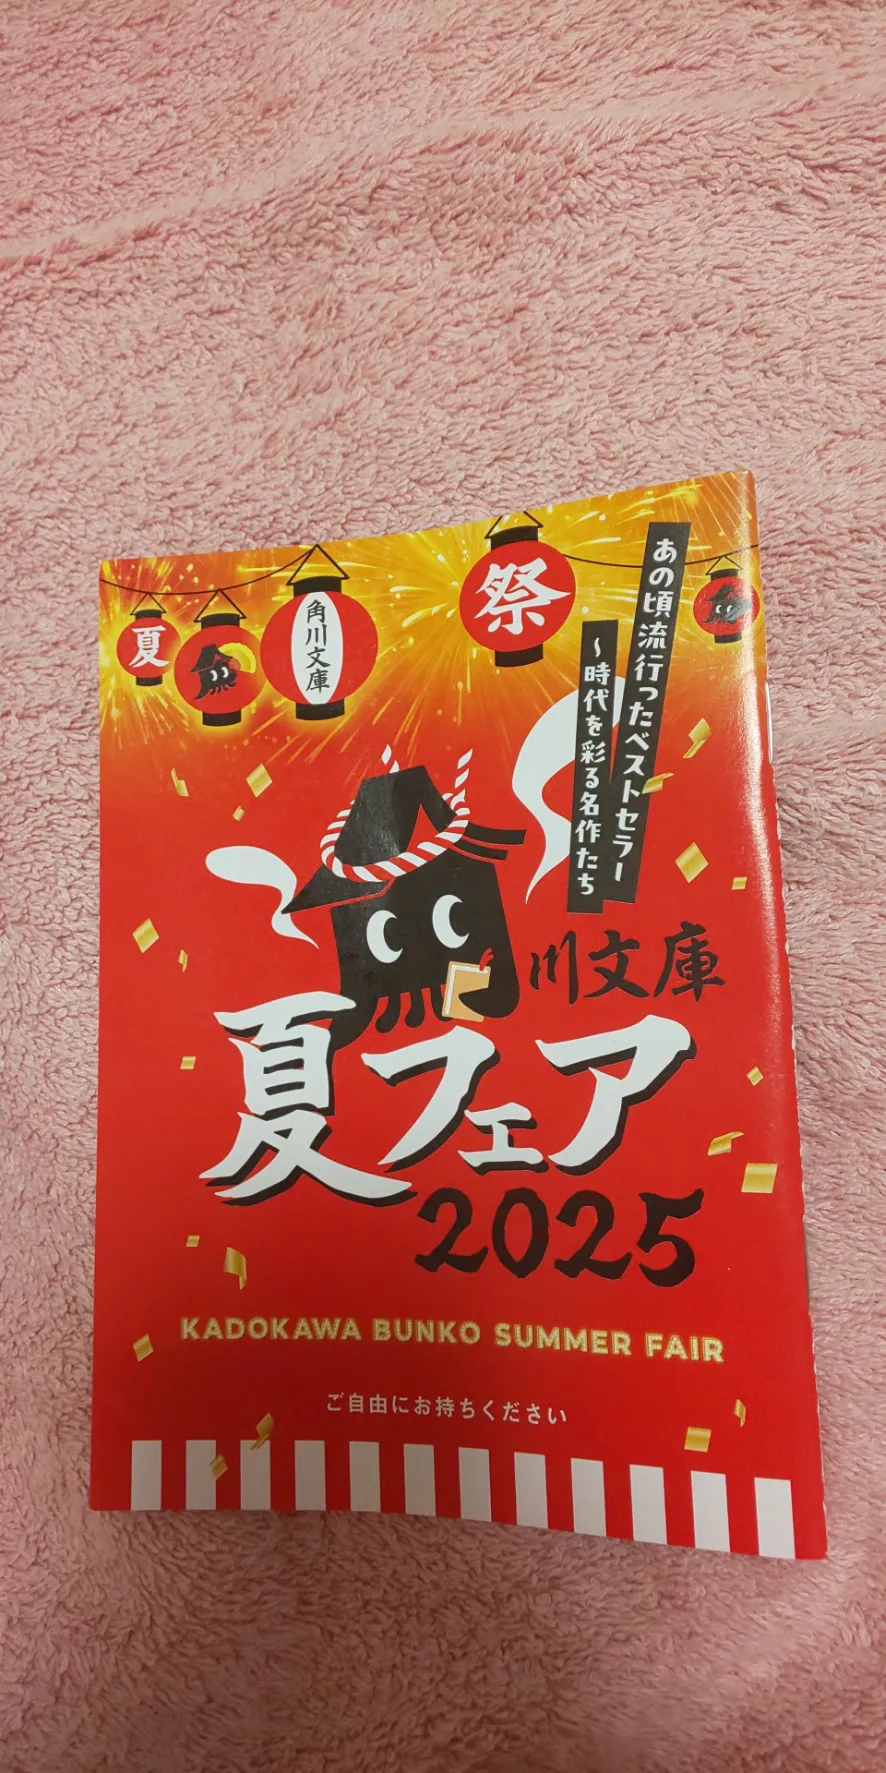 夏
角川文庫
祭
あの頃流行ったベストセラー
~時代を彩る名作たち
川文庫
夏フェア
2025
KADOKAWA BUNKO SUMMER FAIR
ご自由にお持ちください